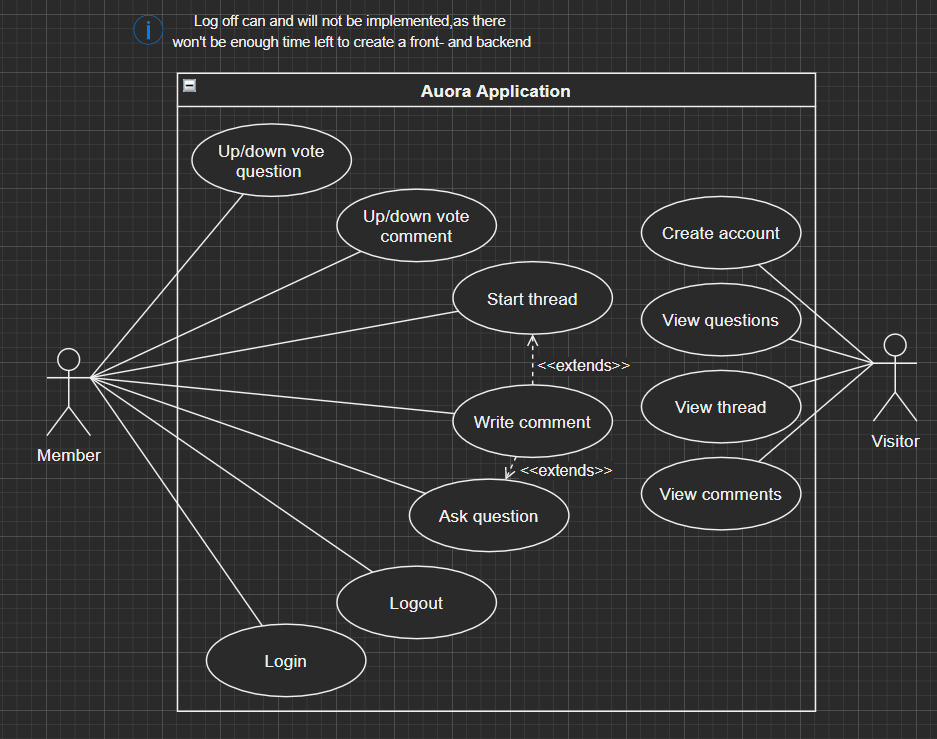 Log off can and will not be implemented,as there
won't be enough time left to create a front- and backend
Auora Application
Up/down vote
question
Up/down vote
comment
Create account
Start thread
View questions
<<extends>>
View thread
Write comment
Member
Visitor
<<extends>>
View comments
Ask question
Logout
Login